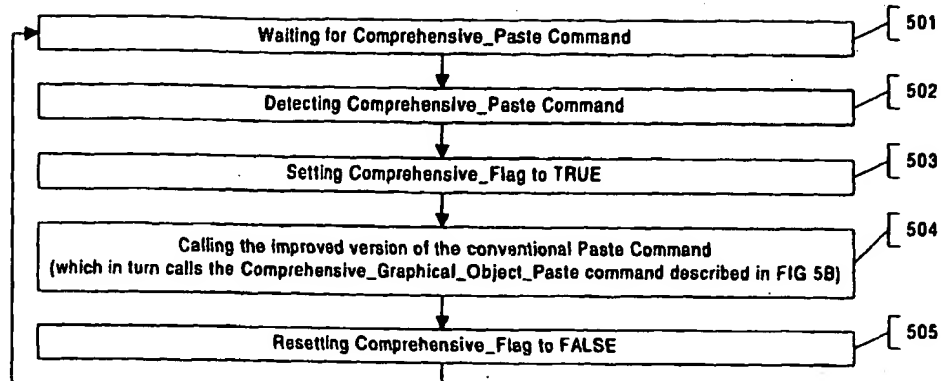 Waiting for Comprehensive_Paste Command
501
Detecting Comprehensive_Paste Command
502
Setting Comprehensive_Flag to TRUE
503
Calling the improved version of the conventional Paste Command
(which in turn calls the Comprehensive_Graphical_Object_Paste command described in FIG 5B)
504
Resetting Comprehensive_Flag to FALSE
505